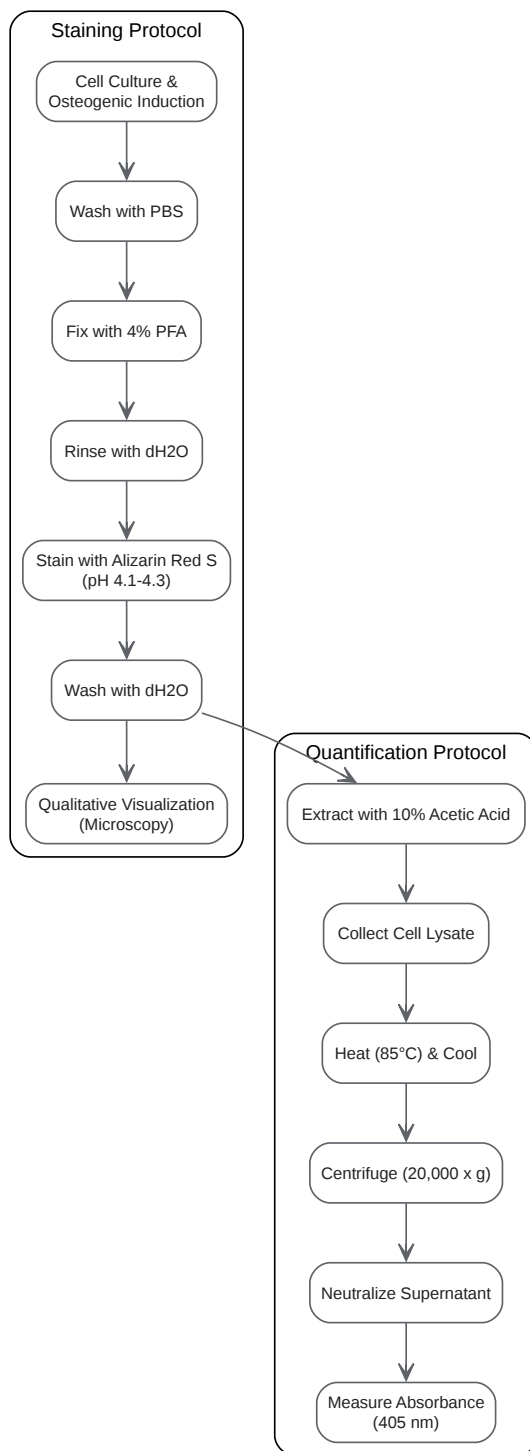 Staining Protocol
Cell Culture &
Osteogenic Induction
Wash with PBS
Fix with 4% PFA
Rinse with dH2O
Stain with Alizarin Red S
(pH 4.1-4.3)
Wash with dH2O
Qualitative Visualization
(Microscopy)
Quantification Protocol
Extract with 10% Acetic Acid
Collect Cell Lysate
Heat (85°C) & Cool
Centrifuge (20,000 x g)
Neutralize Supernatant
Measure Absorbance
(405 nm)